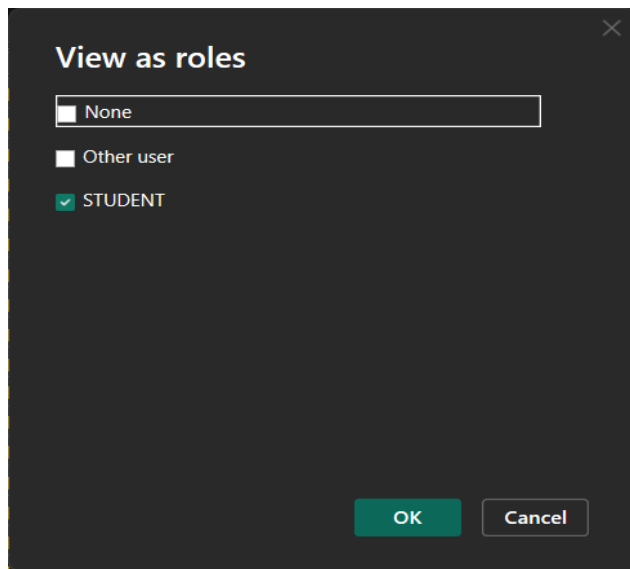 View as roles
None
Other user
STUDENT
OK
Cancel